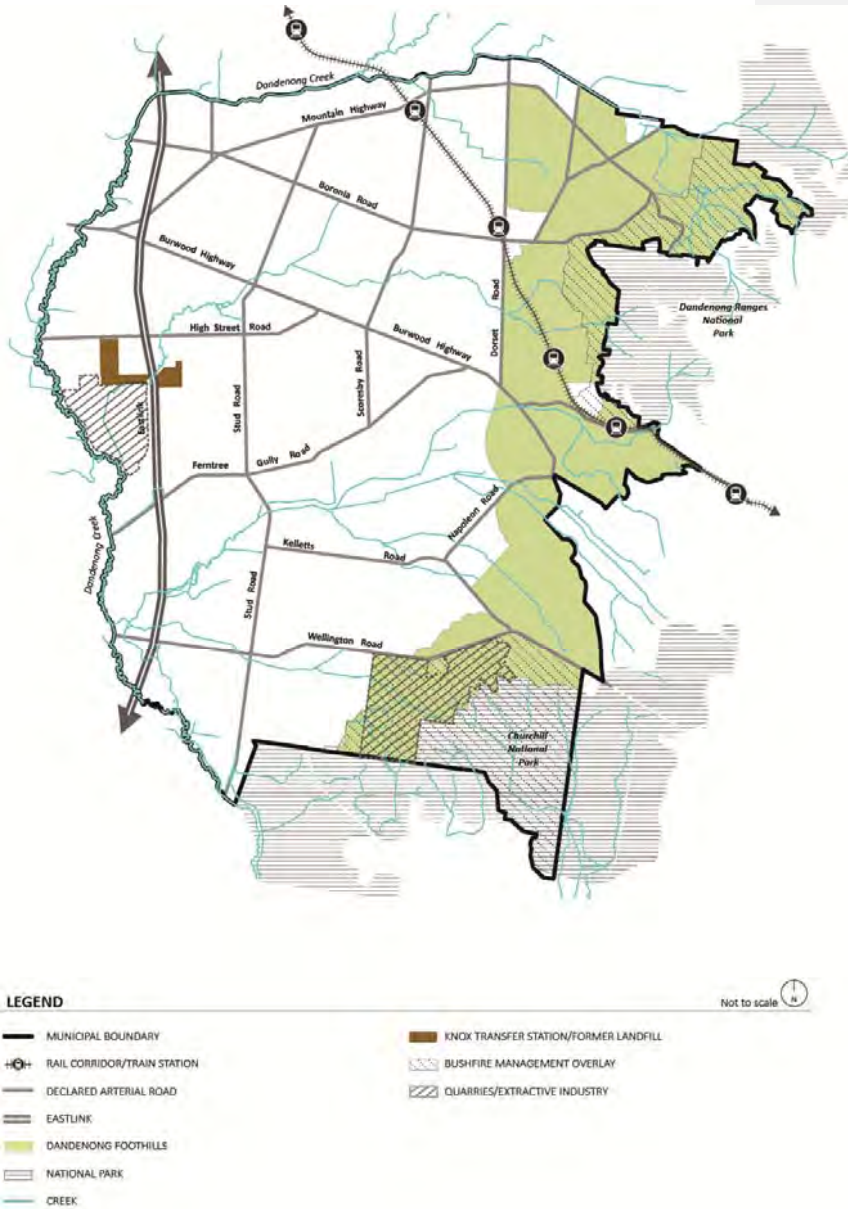 Dandenong Creek
Mountain Highway
Boronia Road
Burwood Highway
Dandenong Ranges
National
Park
High Street Road
Burwood Highway
Dorset Road
Scoresby Road
Stud Road
Eastlink
Ferntree Gully Road
Napoleon Road
Dandenong Creek
Kelletts Road
Stud Road
Wellington Road
Churchill
National
Park
LEGEND
Not to scale
N
MUNICIPAL BOUNDARY
RAIL CORRIDOR/TRAIN STATION
DECLARED ARTERIAL ROAD
EASTLINK
DANDENONG FOOTHILLS
NATIONAL PARK
CREEK
KNOX TRANSFER STATION/FORMER LANDFILL
BUSHFIRE MANAGEMENT OVERLAY
QUARRIES/EXTRACTIVE INDUSTRY